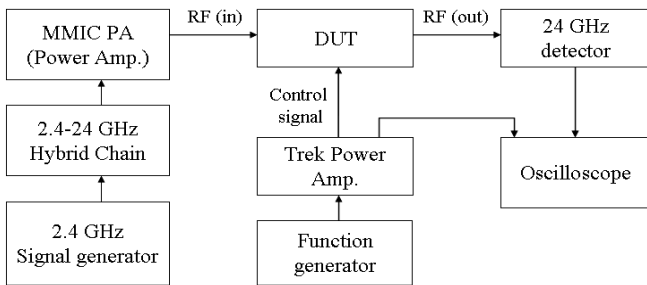 MMIC PA
(Power Amp.)
RF (in)
DUT
RF (out)
24 GHz
detector
Control
signal
2.4-24 GHz
Hybrid Chain
Trek Power
Amp.
Oscilloscope
2.4 GHz
Signal generator
Function
generator